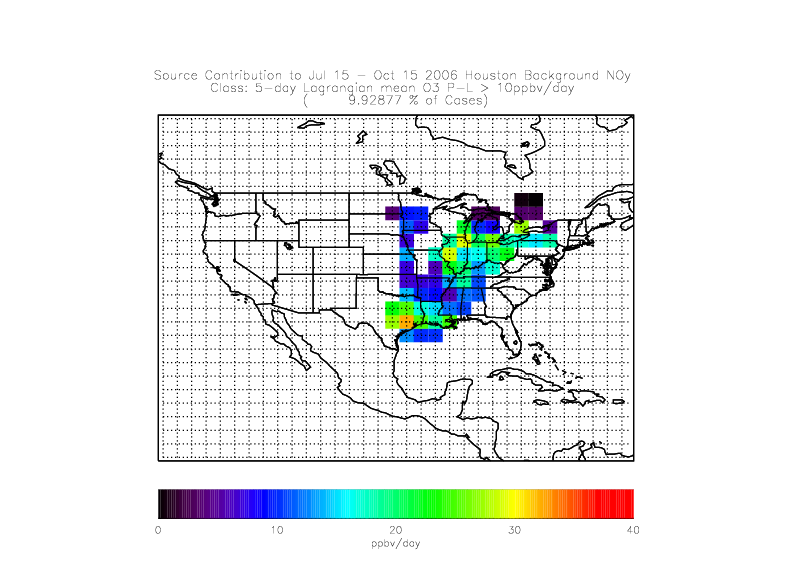 Source Contribution to Jul 15 - Oct 15 2006 Houston Background NOy
Class: 5-day Lagrangian mean O3 P-L > 10ppbv/day
( 9.92877 % of Cases)
0 10 20 30 40
ppbv/day